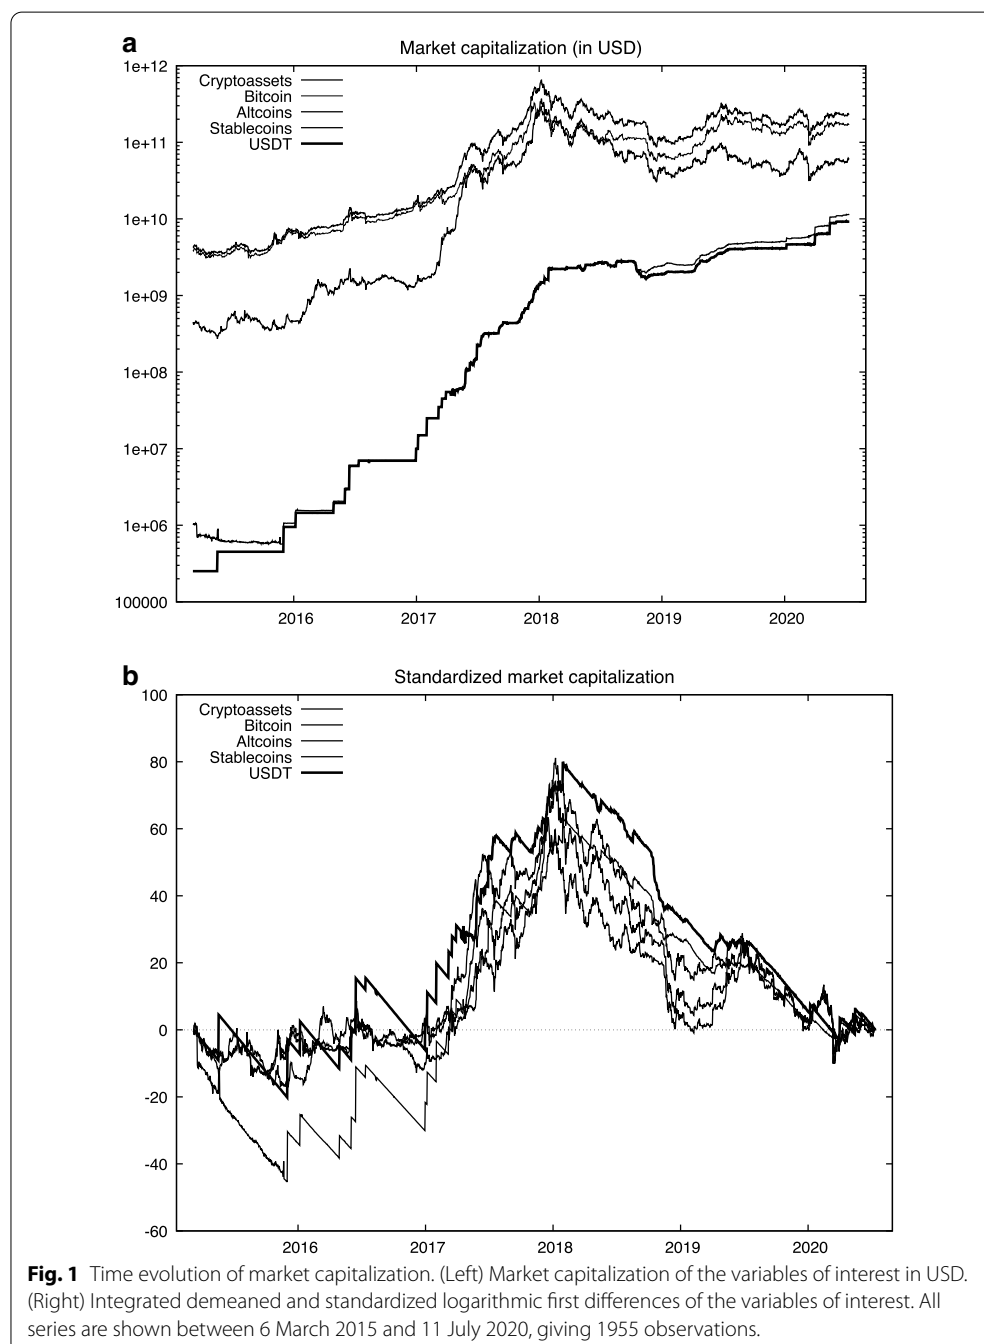 a
Market capitalization (in USD)
1e+12
Cryptoassets
Bitcoin
Altcoins
Stablecoins
USDT
1e+11
1e+10
1e+09
1e+08
1e+07
1e+06
100000
2016 2017 2018 2019 2020
b
Standardized market capitalization
100
Cryptoassets
Bitcoin
Altcoins
Stablecoins
USDT
80
60
40
20
0
-20
-40
-60
2016 2017 2018 2019 2020
Fig. 1 Time evolution of market capitalization. (Left) Market capitalization of the variables of interest in USD.
(Right) Integrated demeaned and standardized logarithmic first differences of the variables of interest. All
series are shown between 6 March 2015 and 11 July 2020, giving 1955 observations.